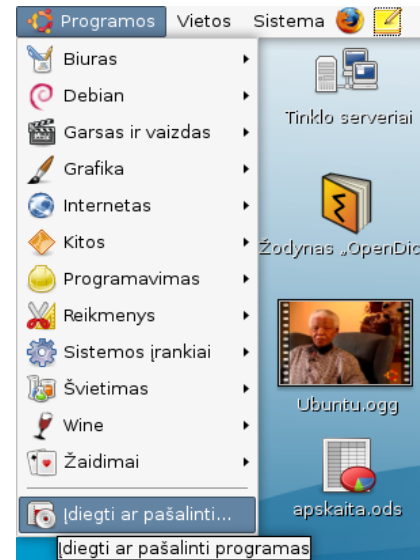 Programos Vietos Sistema
Biuras
Debian
Garsas ir vaizdas
Grafika
Internetas
Kitos
Programavimas
Reikmenys
Sistemos įrankiai
Švietimas
Wine
Žaidimai
Įdiegti ar pašalinti...
Įdiegti ar pašalinti programas
Tinklo serveriai
Žodynas „OpenDic
Ubuntu.ogg
apskaita.ods